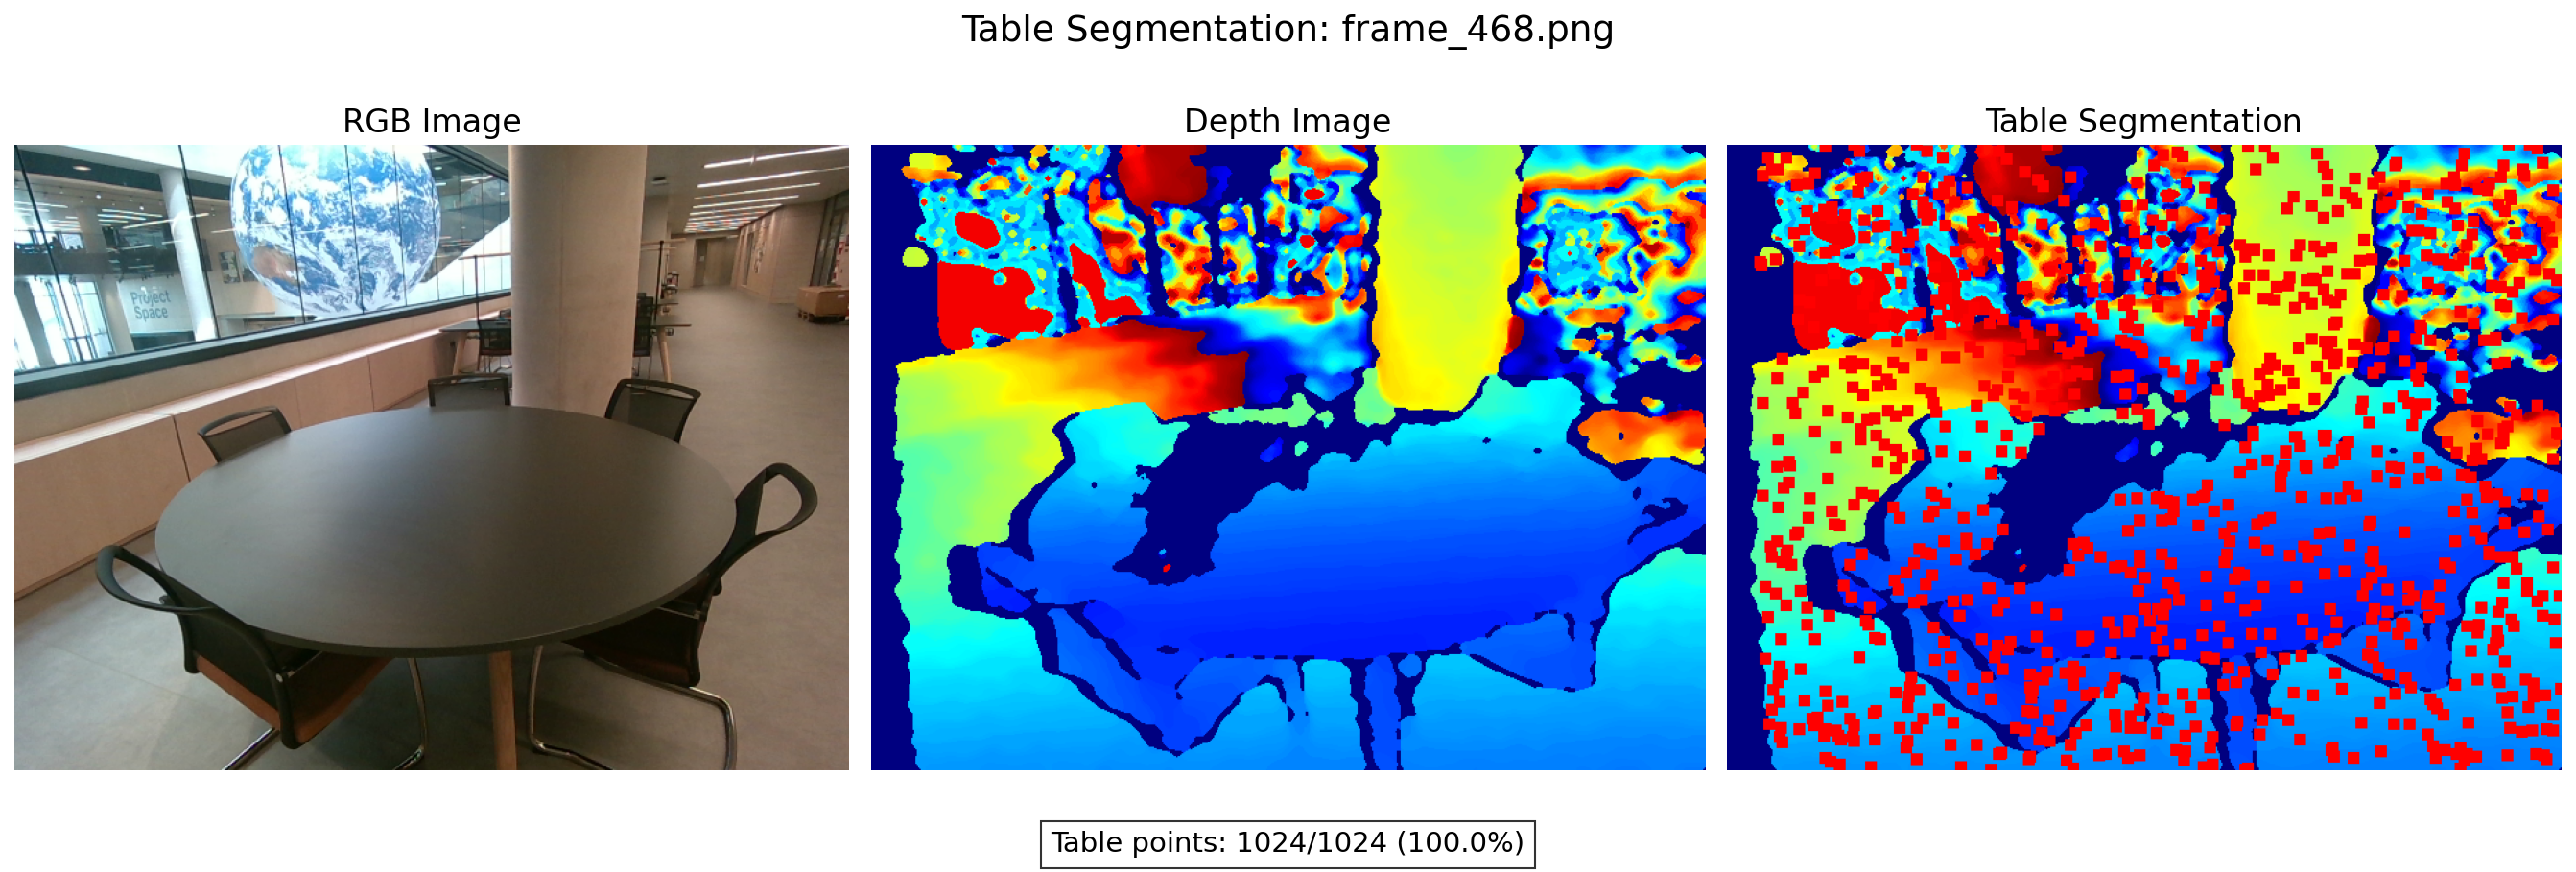 Table Segmentation: frame_468.png
RGB Image
Depth Image
Table Segmentation
Project
Space
Table points: 1024/1024 (100.0%)